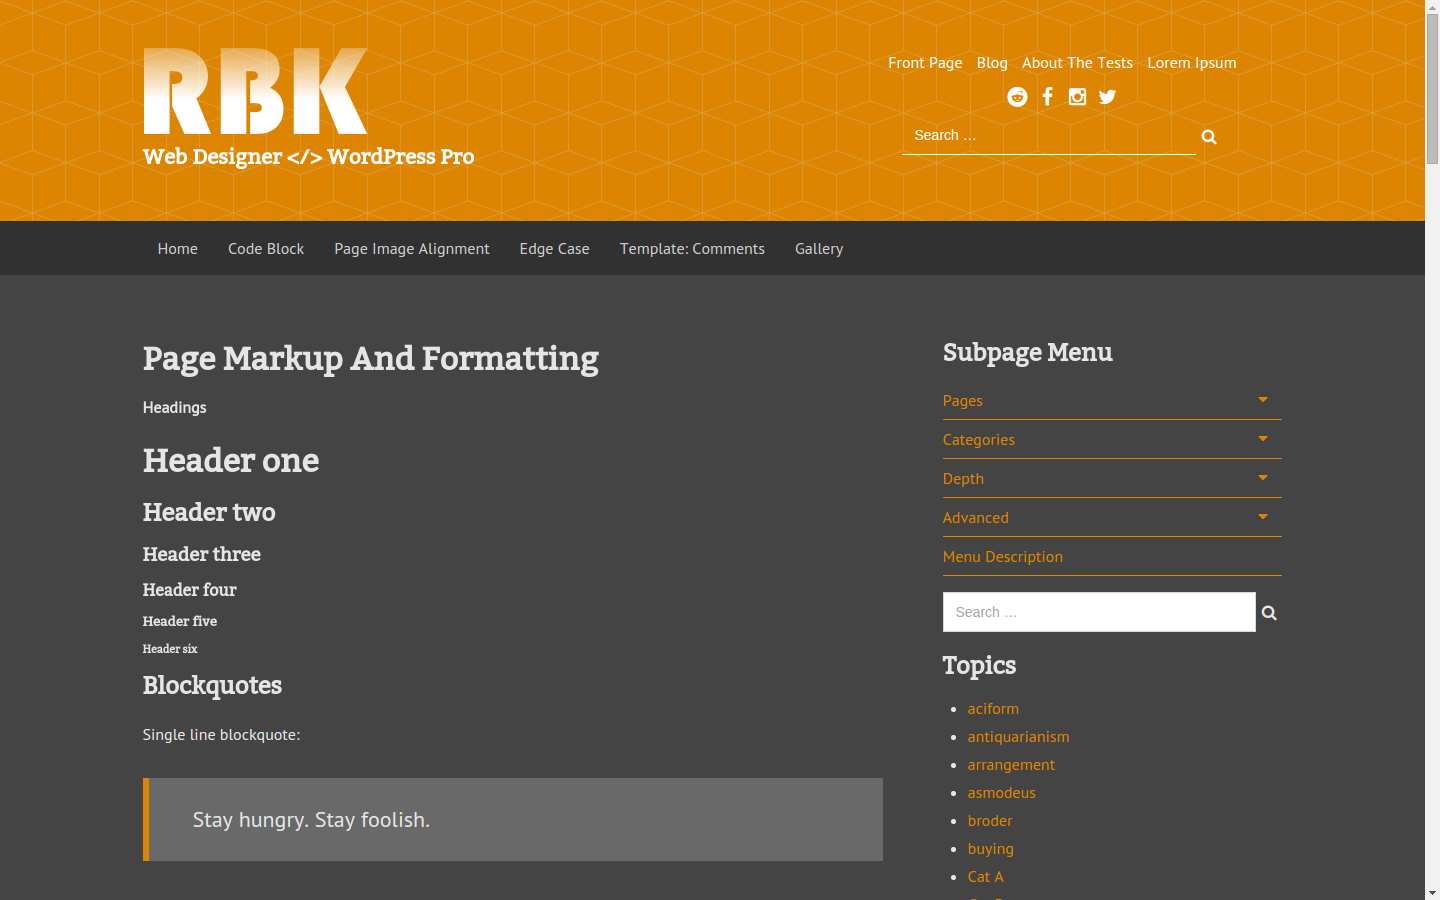 RBK
Web Designer </> WordPress Pro
Front Page Blog About The Tests Lorem Ipsum
Search …
Home Code Block Page Image Alignment Edge Case Template: Comments Gallery
Page Markup And Formatting
Headings
Header one
Header two
Header three
Header four
Header five
Header six
Blockquotes
Single line blockquote:
Stay hungry. Stay foolish.
Subpage Menu
Pages
Categories
Depth
Advanced
Menu Description
Search …
Topics
aciform
antiquarianism
arrangement
asmodeus
broder
buying
Cat A